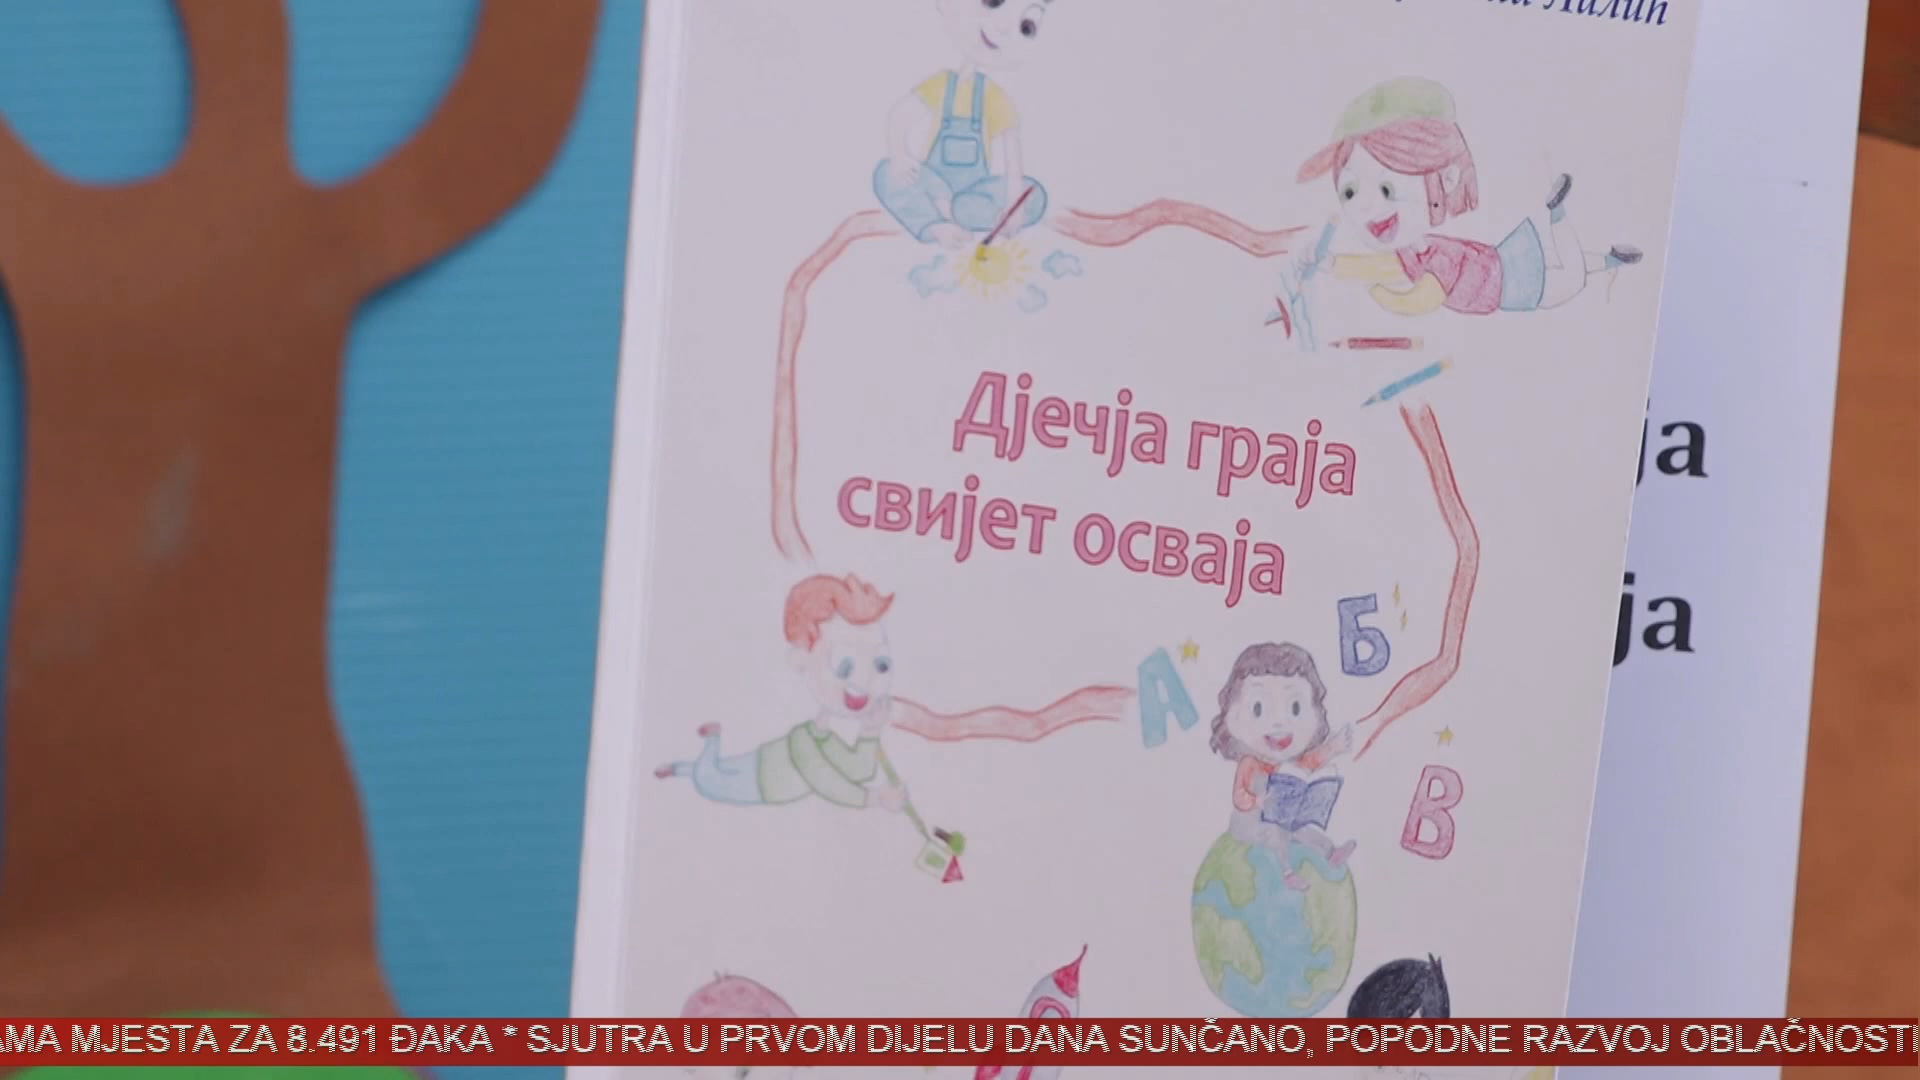 Лалић
Дјечја граја
свијет осваја
А
Б
В
ја
ја
AMA MJESTA ZA 8.491 ĐAKA * SJUTRA U PRVOM DIJELU DANA SUNČANO, POPODNE RAZVOJ OBLAČNOSTI